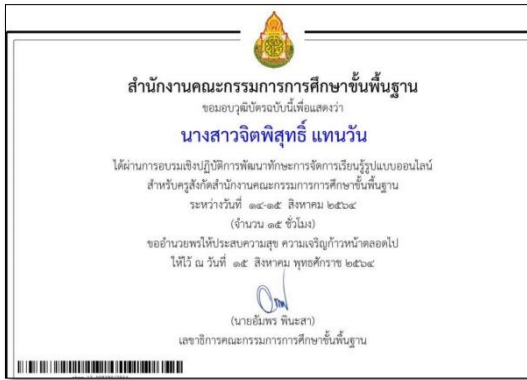 สำนักงานคณะกรรมการการศึกษาขั้นพื้นฐาน
ขอมอบวุฒิบัตรฉบับนี้เพื่อแสดงว่า
นางสาวจิตพิสุทธิ์ แทนวัน
ได้ผ่านการอบรมเชิงปฏิบัติการพัฒนาทักษะการจัดการเรียนรู้รูปแบบออนไลน์
สำหรับครูสังกัดสำนักงานคณะกรรมการการศึกษาขั้นพื้นฐาน
ระหว่างวันที่ ๑๔-๑๕ สิงหาคม ๒๕๖๔
(จำนวน ๑๕ ชั่วโมง)
ขออำนวยพรให้ประสบความสุข ความเจริญก้าวหน้าตลอดไป
ให้ไว้ ณ วันที่ ๑๕ สิงหาคม พุทธศักราช ๒๕๖๔
(นายอัมพร พินะสา)
เลขาธิการคณะกรรมการการศึกษาขั้นพื้นฐาน